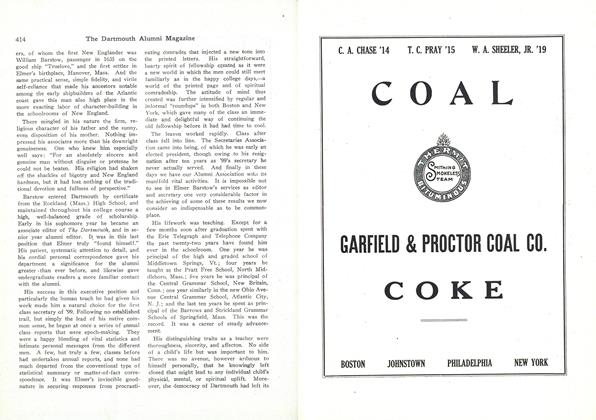 414 The Dartmouth Alumni Magazine
ers, of whom the first New Englander was
William Barstow, passenger in 1635 on the
good ship "Truelove," and the first settler in
Elmer's birthplace, Hanover, Mass. And the
same practical sense, simple fidelity, and virile
self-reliance that made his ancestors notable
among the early shipbuilders of the Atlantic
coast gave this man also high place in the
more exacting labor of character-building in
the schoolrooms of New England.
There mingled in his nature the firm, re-
ligious character of his father and the sunny,
even disposition of his mother. Nothing im-
pressed his associates more than his downright
genuineness. One who knew him especially
well says: "For an absolutely sincere and
genuine man without disguise or pretense he
could not be beaten. His religion had shaken
off the shackles of bigotry and New England
hardness, but it had lost nothing of the tradi-
tional devotion and fullness of perspective."
Barstow entered Dartmouth by certificate
from the Rockland (Mass.) High School, and
maintained throughout his college course a
high, well-balanced grade of scholarship.
Early in his sophomore year he became an
associate editor of The Dartmouth, and in se-
nior year alumni editor. It was in this last
position that Elmer truly "found himself."
His patient, systematic attention to detail, and
his cordial personal correspondence gave his
department a significance for the alumni
greater than ever before, and likewise gave
undergraduate readers a more familiar contact
with the alumni.
His success in this executive position and
particularly the human touch he had given his
work made him a natural choice for the first
class secretary of '99. Following no established
trail, but simply the lead of his native com-
mon sense, he began at once a series of annual
class reports that were epoch-making. They
were a happy blending of vital statistics and
intimate personal messages from the different
men. A few, but truly a few, classes before
had undertaken annual reports, and none had
much departed from the conventional type of
statistical summary or matter-of-fact corre-
spondence. It was Elmer's invincible good-
nature in securing responses from procrasti-
nating comrades that injected a new tone into
the printed letters. His straightforward,
hearty spirit of fellowship created as it were
a new world in which the men could still meet
familiarly as in the happy college days,—a
world of the printed page and of spiritual
comradeship. The attitude of mind thus
created was further intensified by regular and
informal "roundups" in both Boston and New
York, which gave many of the class an imme-
diate and delightful way of continuing the
old fellowship before it had had time to cool.
The leaven worked rapidly. Class after
class fell into line. The Secretaries Associa-
tion came into being, of which he was early an
elected president, though owing to his resig-
nation after ten years as '99's secretary he
never actually served. And finally in these
days we have our Alumni Association with its
manifold vital activities. It is impossible not
to see in Elmer Barstow's services as editor
and secretary one very considerable factor in
the achieving of some of these results we now
consider so indispensable as to be common-
place.
His lifework was teaching. Except for a
few months soon after graduation spent with
the Erie Telegraph and Telephone Company
the past twenty-two years have found him
ever in the schoolroom. One year he was
principal of the high and graded school of
Middletown Springs, Vt.; four years he
taught as the Pratt Free School, North Mid-
dleboro, Mass.; five years he was principal of
the Central Grammar School, New Britain,
Conn.; one year similarly in the new Ohio Ave-
nue Central Grammar School, Atlantic City,
N. J.; and the last ten years he spent as prin-
cipal of the Barrows and Strickland Grammar
Schools of Springfield, Mass. This was the
record. It was a career of steady advance-
ment.
His distinguishing traits as a teacher were
thoroughness, sincerity, and affection. No side
of a child's life but was important to him.
There was no avenue, however arduous to
himself personally, that he knowingly left
closed that might lead to any individual child's
physical, mental, or spiritual uplift. More-
over, the democracy of Dartmouth had left its
C. A. CHASE '14 T. C. PRAY '15 W. A. SHEELER, JR. '19
COAL
SMITHING
SMOKELESS
STEAM
BITUMINOUS
GARFIELD & PROCTOR COAL CO.
COKE
BOSTON JOHNSTOWN PHILADELPHIA NEW YORK